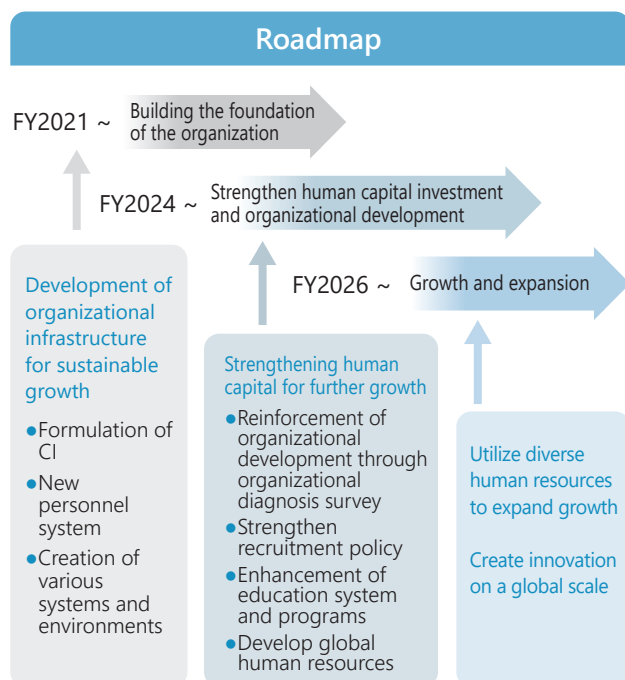 Roadmap
FY2021 ~
Building the foundation
of the organization
FY2024 ~
Strengthen human capital investment
and organizational development
FY2026 ~
Growth and expansion
Development of
organizational
infrastructure
for sustainable
growth
●Formulation of
CI
●New
personnel
system
●Creation of
various
systems and
environments
Strengthening human
capital for further growth
●Reinforcement of
organizational
development through
organizational
diagnosis survey
●Strengthen
recruitment policy
●Enhancement of
education system
and programs
●Develop global
human resources
Utilize diverse
human resources
to expand growth
Create innovation
on a global scale